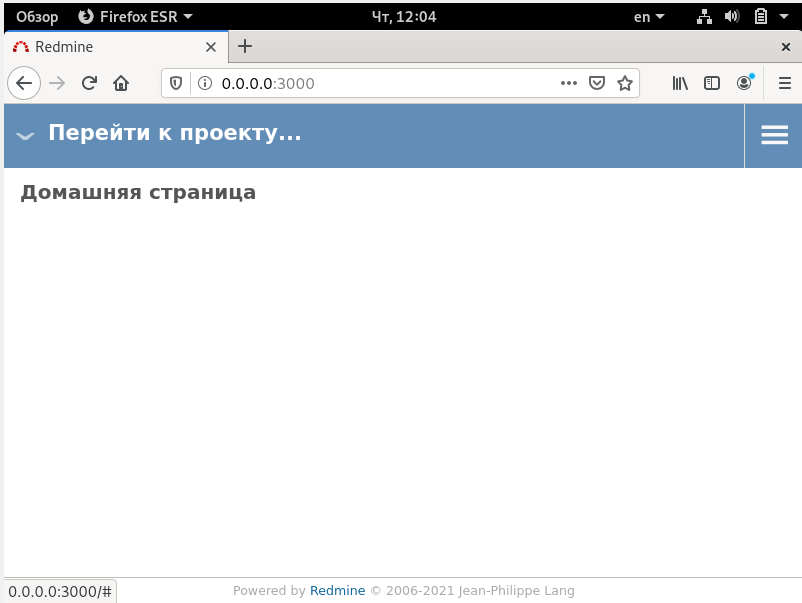 Обзор Firefox ESR Чт, 12:04 en
Redmine
0.0.0.0:3000
Перейти к проекту...
Домашняя страница
0.0.0.0:3000/# Powered by Redmine © 2006-2021 Jean-Philippe Lang